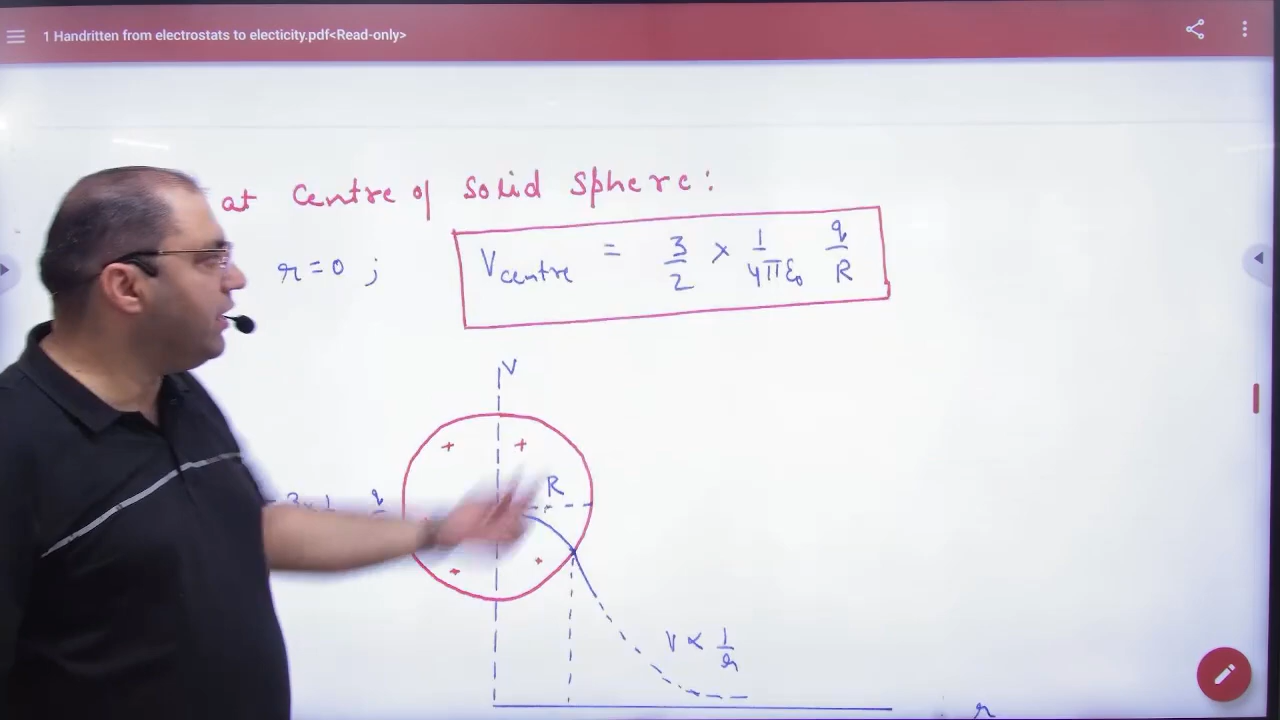 1 Handritten from electrostats to electicity.pdf<Read-only>
at Centre of Solid Sphere:
r=0 ; Vcentre = 3/2 × 1/4πε₀ q/R
V
+ +
R
+ +
V ∝ 1/r
r